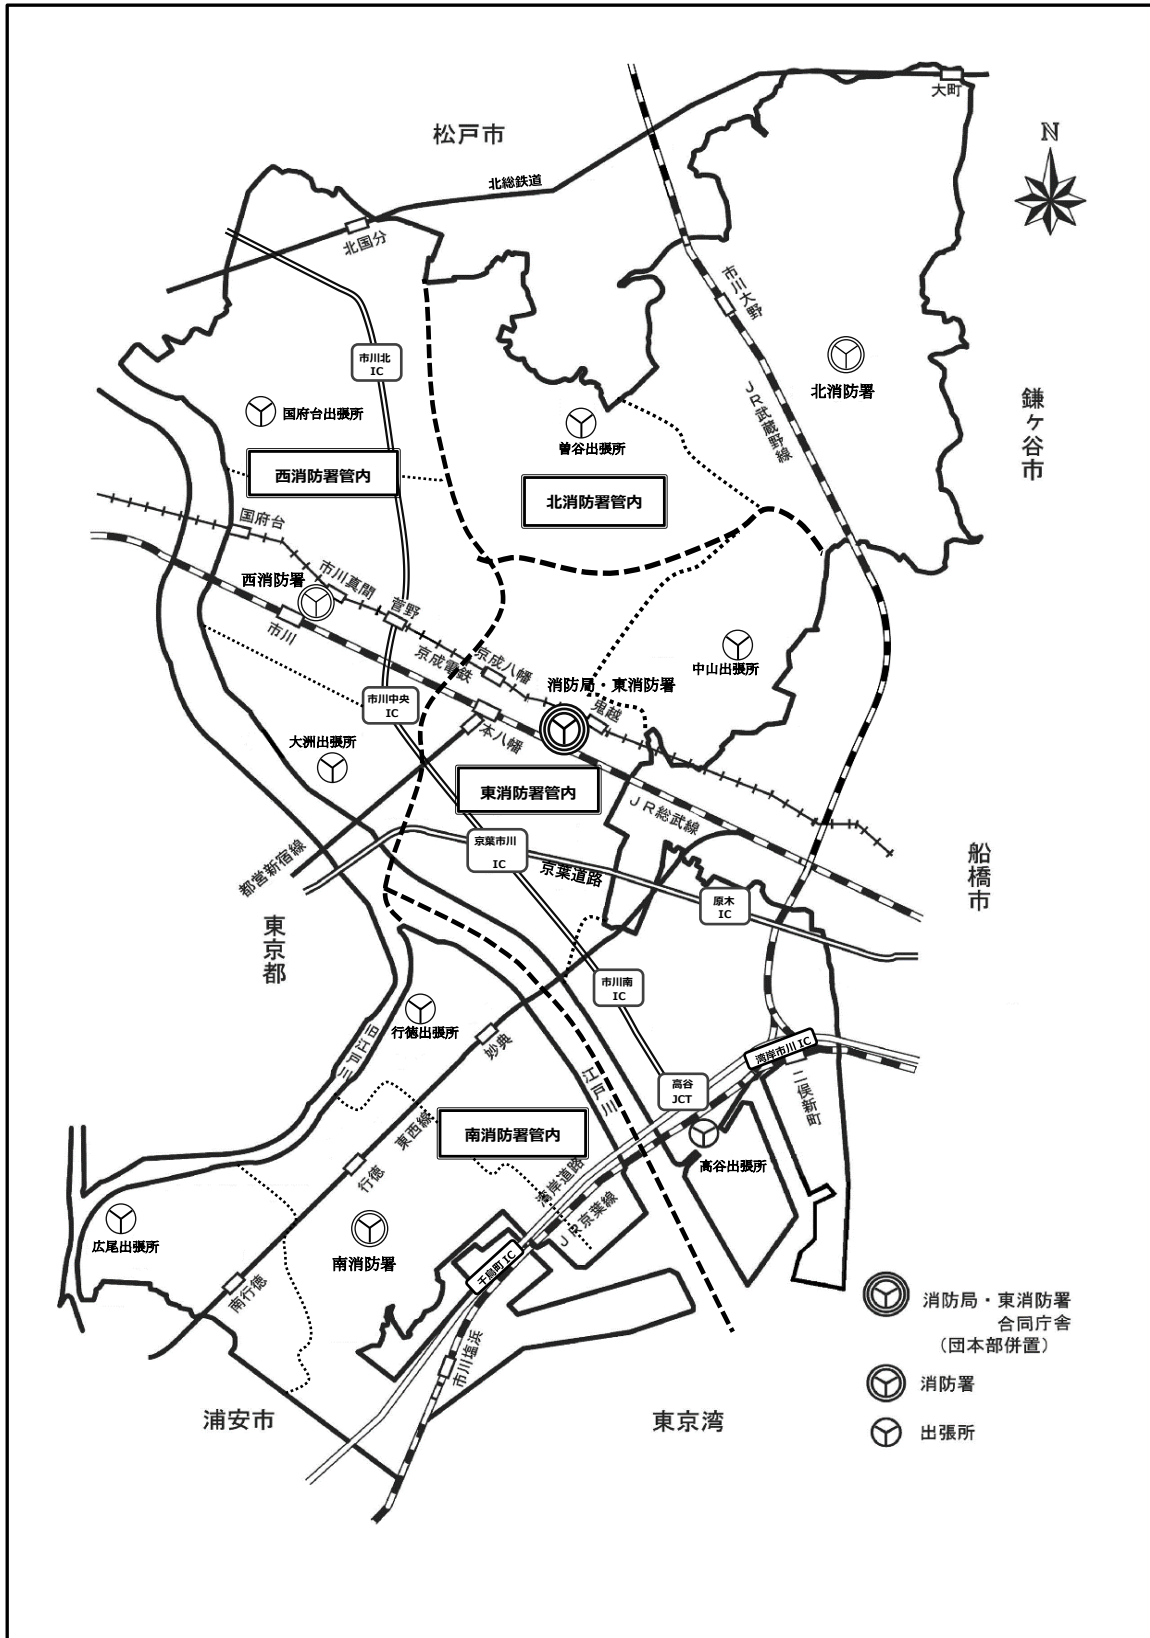 大町
松戸市
N
北総鉄道
北国分
市川大野
市川北
IC
北消防署
JR武蔵野線
鎌ヶ谷市
国府台出張所
曽谷出張所
西消防署管内
北消防署管内
国府台
西消防署
市川真間
菅野
市川
京成電鉄
京成八幡
中山出張所
消防局・東消防署
鬼越
市川中央
IC
本八幡
大洲出張所
東消防署管内
JR総武線
京葉市川
IC
都営新宿線
京葉道路
船橋市
原木
IC
東京都
市川南
IC
行徳出張所
旧江戸川
妙典
湾岸市川 IC
江戸川
高谷
JCT
二俣新町
東西線
南消防署管内
高谷出張所
行徳
湾岸道路
JR京葉線
広尾出張所
南消防署
千鳥町 IC
南行徳
市川塩浜
消防局・東消防署
合同庁舎
（団本部併置）
消防署
浦安市
東京湾
出張所